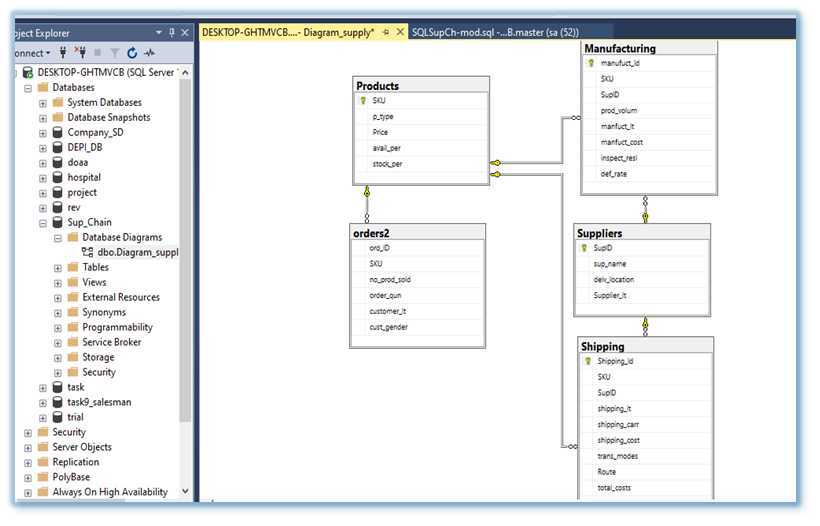 oject Explorer
DESKTOP-GHTMVCB....- Diagram_supply*
SQLSupCh-mod.sql -...B.master (sa (52))
onnect
DESKTOP-GHTMVCB (SQL Server
Databases
System Databases
Database Snapshots
Company_SD
DEPI_DB
doaa
hospital
project
rev
Sup_Chain
Database Diagrams
dbo.Diagram_suppl
Tables
Views
External Resources
Synonyms
Programmability
Service Broker
Storage
Security
task
task9_salesman
trial
Security
Server Objects
Replication
PolyBase
Always On High Availability
Products
SKU
p_type
Price
avail_per
stock_per
orders2
ord_ID
SKU
no_prod_sold
order_qun
customer_lt
cust_gender
Manufacturing
manufuct_Id
SKU
SupID
prod_volum
manfuct_lt
manfuct_cost
inspect_resl
def_rate
Suppliers
SupID
sup_name
delv_location
Supplier_lt
Shipping
Shipping_Id
SKU
SupID
shipping_lt
shipping_carr
shipping_cost
trans_modes
Route
total_costs